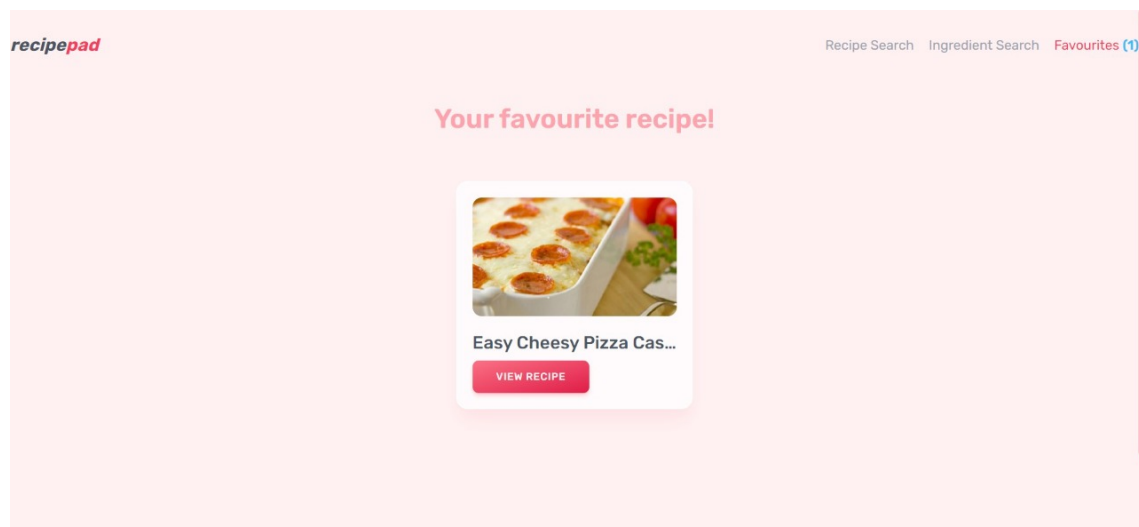 recipepad
Recipe Search Ingredient Search Favourites (1)
Your favourite recipe!
Easy Cheesy Pizza Cas...
VIEW RECIPE